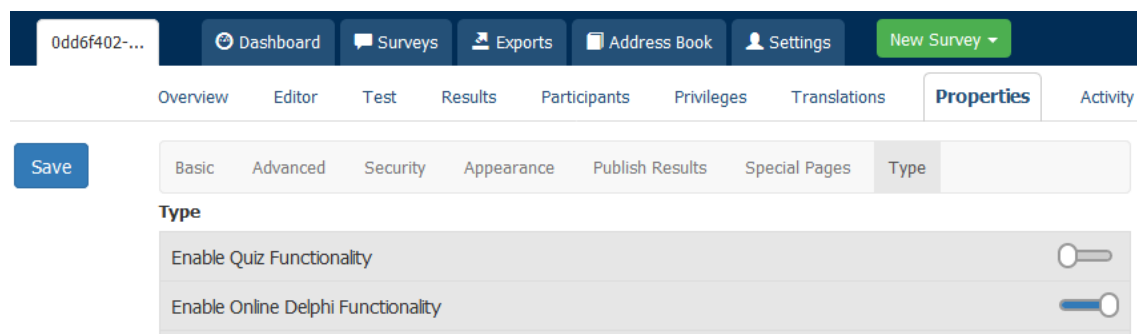 0dd6f402-... Dashboard Surveys Exports Address Book Settings New Survey
Overview Editor Test Results Participants Privileges Translations Properties Activity
Save Basic Advanced Security Appearance Publish Results Special Pages Type
Type
Enable Quiz Functionality
Enable Online Delphi Functionality